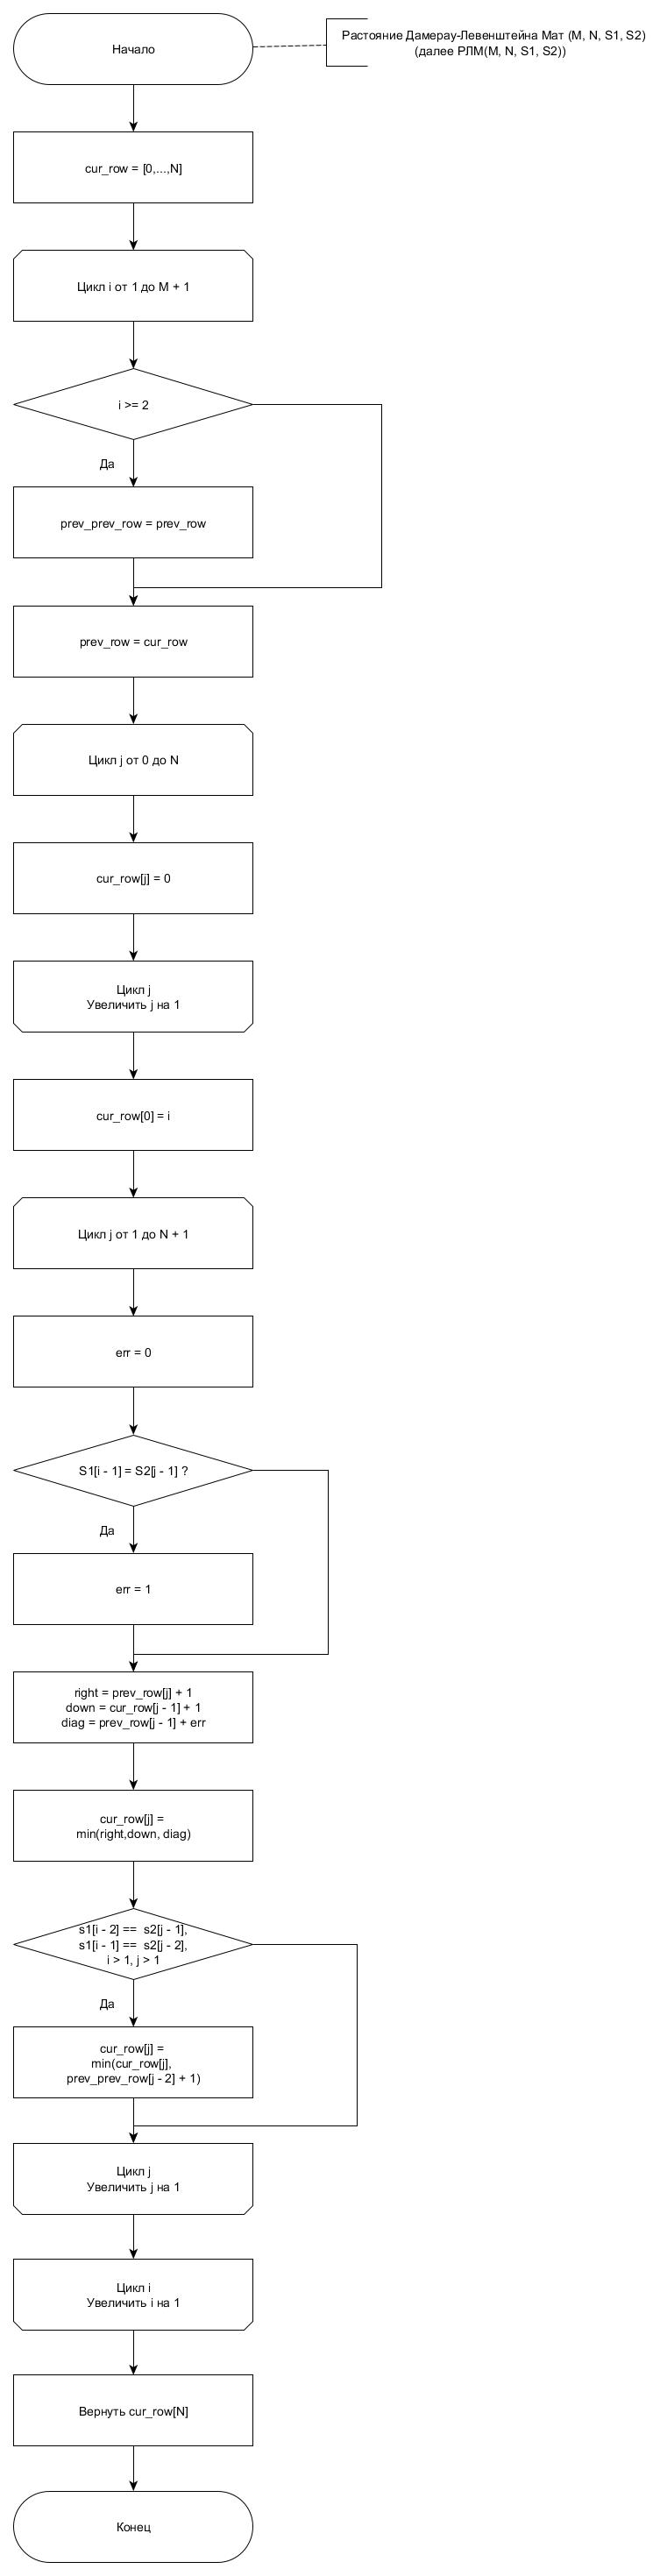 Начало
Растояние Дамерау-Левенштейна Мат (M, N, S1, S2)
(далее РЛМ(M, N, S1, S2))
cur_row = [0,...,N]
Цикл i от 1 до M + 1
i >= 2
Да
prev_prev_row = prev_row
prev_row = cur_row
Цикл j от 0 до N
cur_row[j] = 0
Цикл j
Увеличить j на 1
cur_row[0] = i
Цикл j от 1 до N + 1
err = 0
S1[i - 1] = S2[j - 1] ?
Да
err = 1
right = prev_row[j] + 1
down = cur_row[j - 1] + 1
diag = prev_row[j - 1] + err
cur_row[j] =
min(right,down, diag)
s1[i - 2] == s2[j - 1],
s1[i - 1] == s2[j - 2],
i > 1, j > 1
Да
cur_row[j] =
min(cur_row[j],
prev_prev_row[j - 2] + 1)
Цикл j
Увеличить j на 1
Цикл i
Увеличить i на 1
Вернуть cur_row[N]
Конец